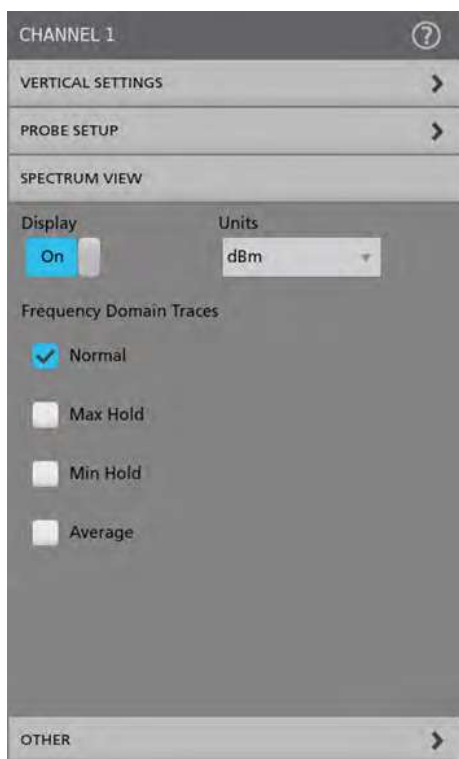 CHANNEL 1 ?
VERTICAL SETTINGS
PROBE SETUP
SPECTRUM VIEW
Display Units
On dBm
Frequency Domain Traces
Normal
Max Hold
Min Hold
Average
OTHER